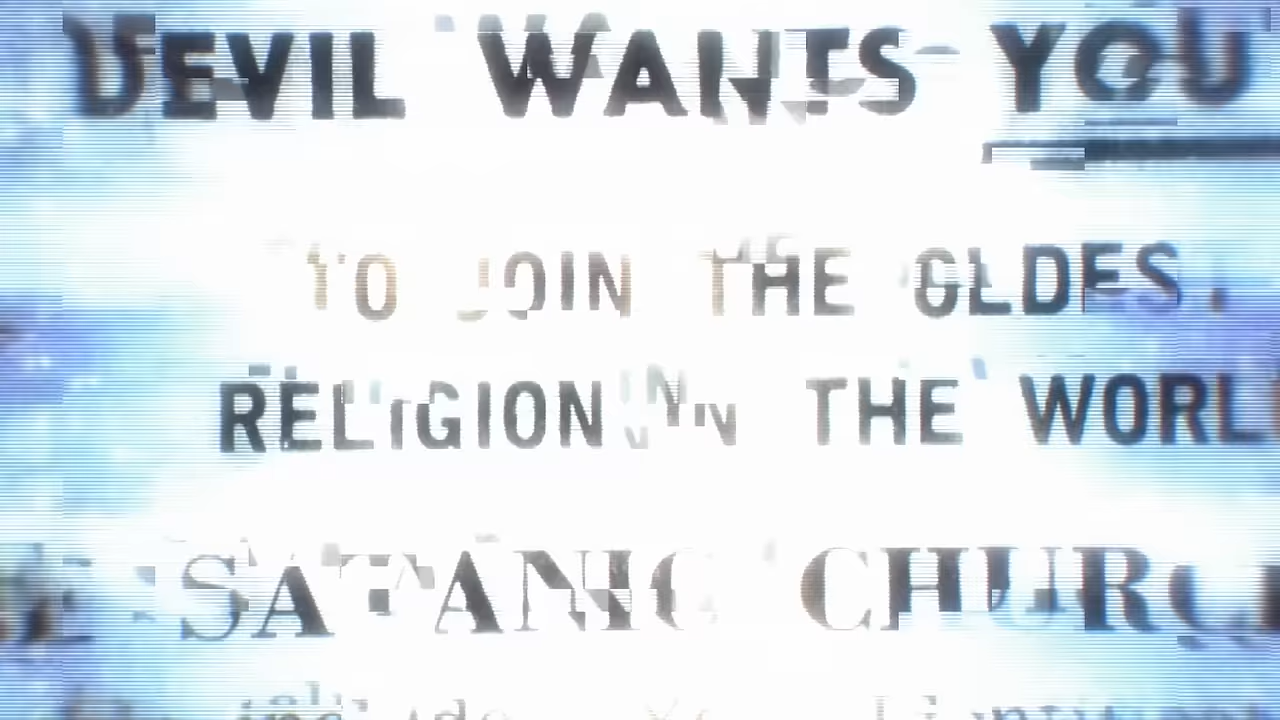 DEVIL WANTS YOU
TO JOIN THE OLDES
RELIGION IN THE WORL
SATANIC CHURC